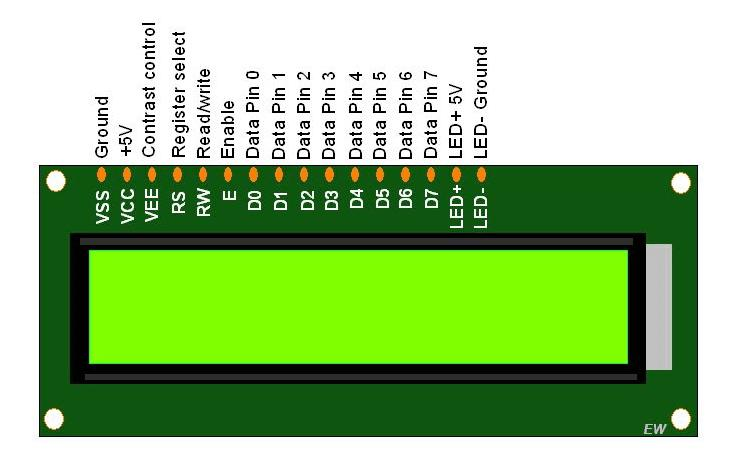 Ground
+5V
Contrast control
Register select
Read/write
Enable
Data Pin 0
Data Pin 1
Data Pin 2
Data Pin 3
Data Pin 4
Data Pin 5
Data Pin 6
Data Pin 7
LED+ 5V
LED- Ground
VSS
VCC
VEE
RS
RW
E
D0
D1
D2
D3
D4
D5
D6
D7
LED+
LED-
EW